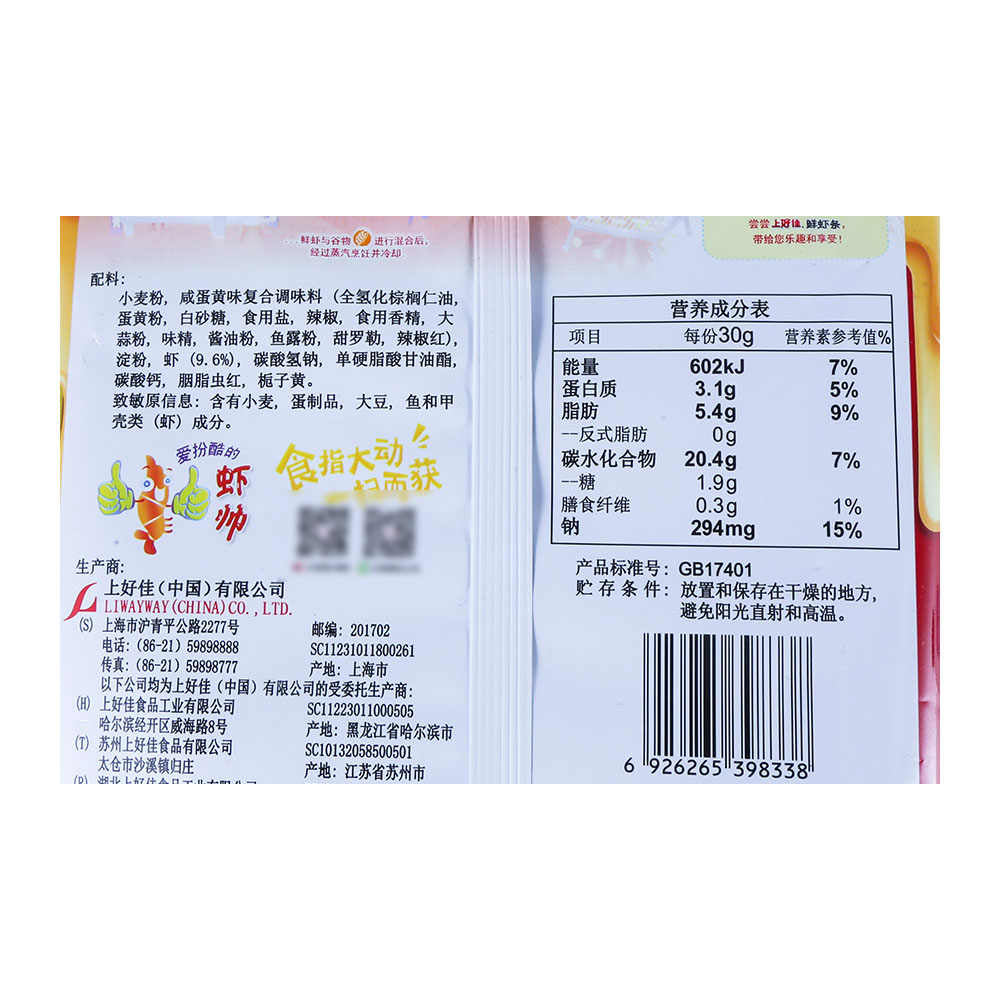 鲜虾与谷物 进行混合后,
经过蒸汽烹饪并冷却
配料:
小麦粉, 咸蛋黄味复合调味料 (全氢化棕榈仁油,
蛋黄粉, 白砂糖, 食用盐, 辣椒, 食用香精, 大
蒜粉, 味精, 酱油粉, 鱼露粉, 甜罗勒, 辣椒红),
淀粉, 虾 (9.6%), 碳酸氢钠, 单硬脂酸甘油酯,
碳酸钙, 胭脂虫红, 栀子黄。
致敏原信息: 含有小麦, 蛋制品, 大豆, 鱼和甲
壳类 (虾) 成分。
爱扮酷的
虾帅
食指大动
扫而获
生产商:
上好佳(中国)有限公司
LIWAYWAY(CHINA)CO.,LTD.
(S) 上海市沪青平公路2277号 邮编: 201702
电话: (86-21) 59898888 SC11231011800261
传真: (86-21) 59898777 产地: 上海市
以下公司均为上好佳 (中国) 有限公司的受委托生产商:
(H) 上好佳食品工业有限公司 SC11223011000505
哈尔滨经开区威海路8号 产地: 黑龙江省哈尔滨市
(T) 苏州上好佳食品有限公司 SC10132058500501
太仓市沙溪镇归庄 产地: 江苏省苏州市
尝尝上好佳, 鲜虾条,
带给您乐趣和享受!
营养成分表
项目 每份30g 营养素参考值%
能量 602kJ 7%
蛋白质 3.1g 5%
脂肪 5.4g 9%
--反式脂肪 0g
碳水化合物 20.4g 7%
--糖 1.9g
膳食纤维 0.3g 1%
钠 294mg 15%
产品标准号: GB17401
贮存条件: 放置和保存在干燥的地方,
避免阳光直射和高温。
6 926265 398338